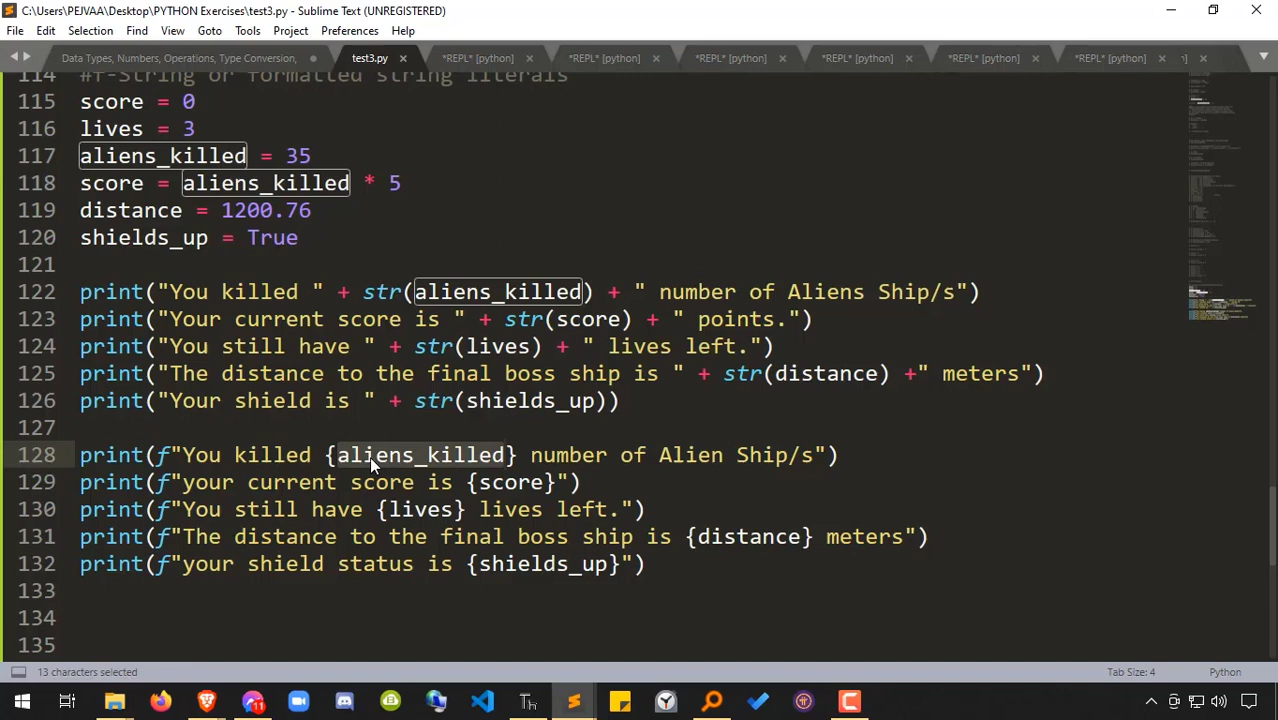 C:\Users\PEJVAA\Desktop\PYTHON Exercises\test3.py - Sublime Text (UNREGISTERED)
File Edit Selection Find View Goto Tools Project Preferences Help
Data Types, Numbers, Operations, Type Conversion, test3.py *REPL* [python] *REPL* [python] *REPL* [python] *REPL* [python] *REPL* [python] *REPL* [python]
114 #f-String or formatted string literals
115 score = 0
116 lives = 3
117 aliens_killed = 35
118 score = aliens_killed * 5
119 distance = 1200.76
120 shields_up = True
121
122 print("You killed " + str(aliens_killed) + " number of Aliens Ship/s")
123 print("Your current score is " + str(score) + " points.")
124 print("You still have " + str(lives) + " lives left.")
125 print("The distance to the final boss ship is " + str(distance) +" meters")
126 print("Your shield is " + str(shields_up))
127
128 print(f"You killed {aliens_killed} number of Alien Ship/s")
129 print(f"your current score is {score}")
130 print(f"You still have {lives} lives left.")
131 print(f"The distance to the final boss ship is {distance} meters")
132 print(f"your shield status is {shields_up}")
133
134
135
13 characters selected Tab Size: 4 Python
11